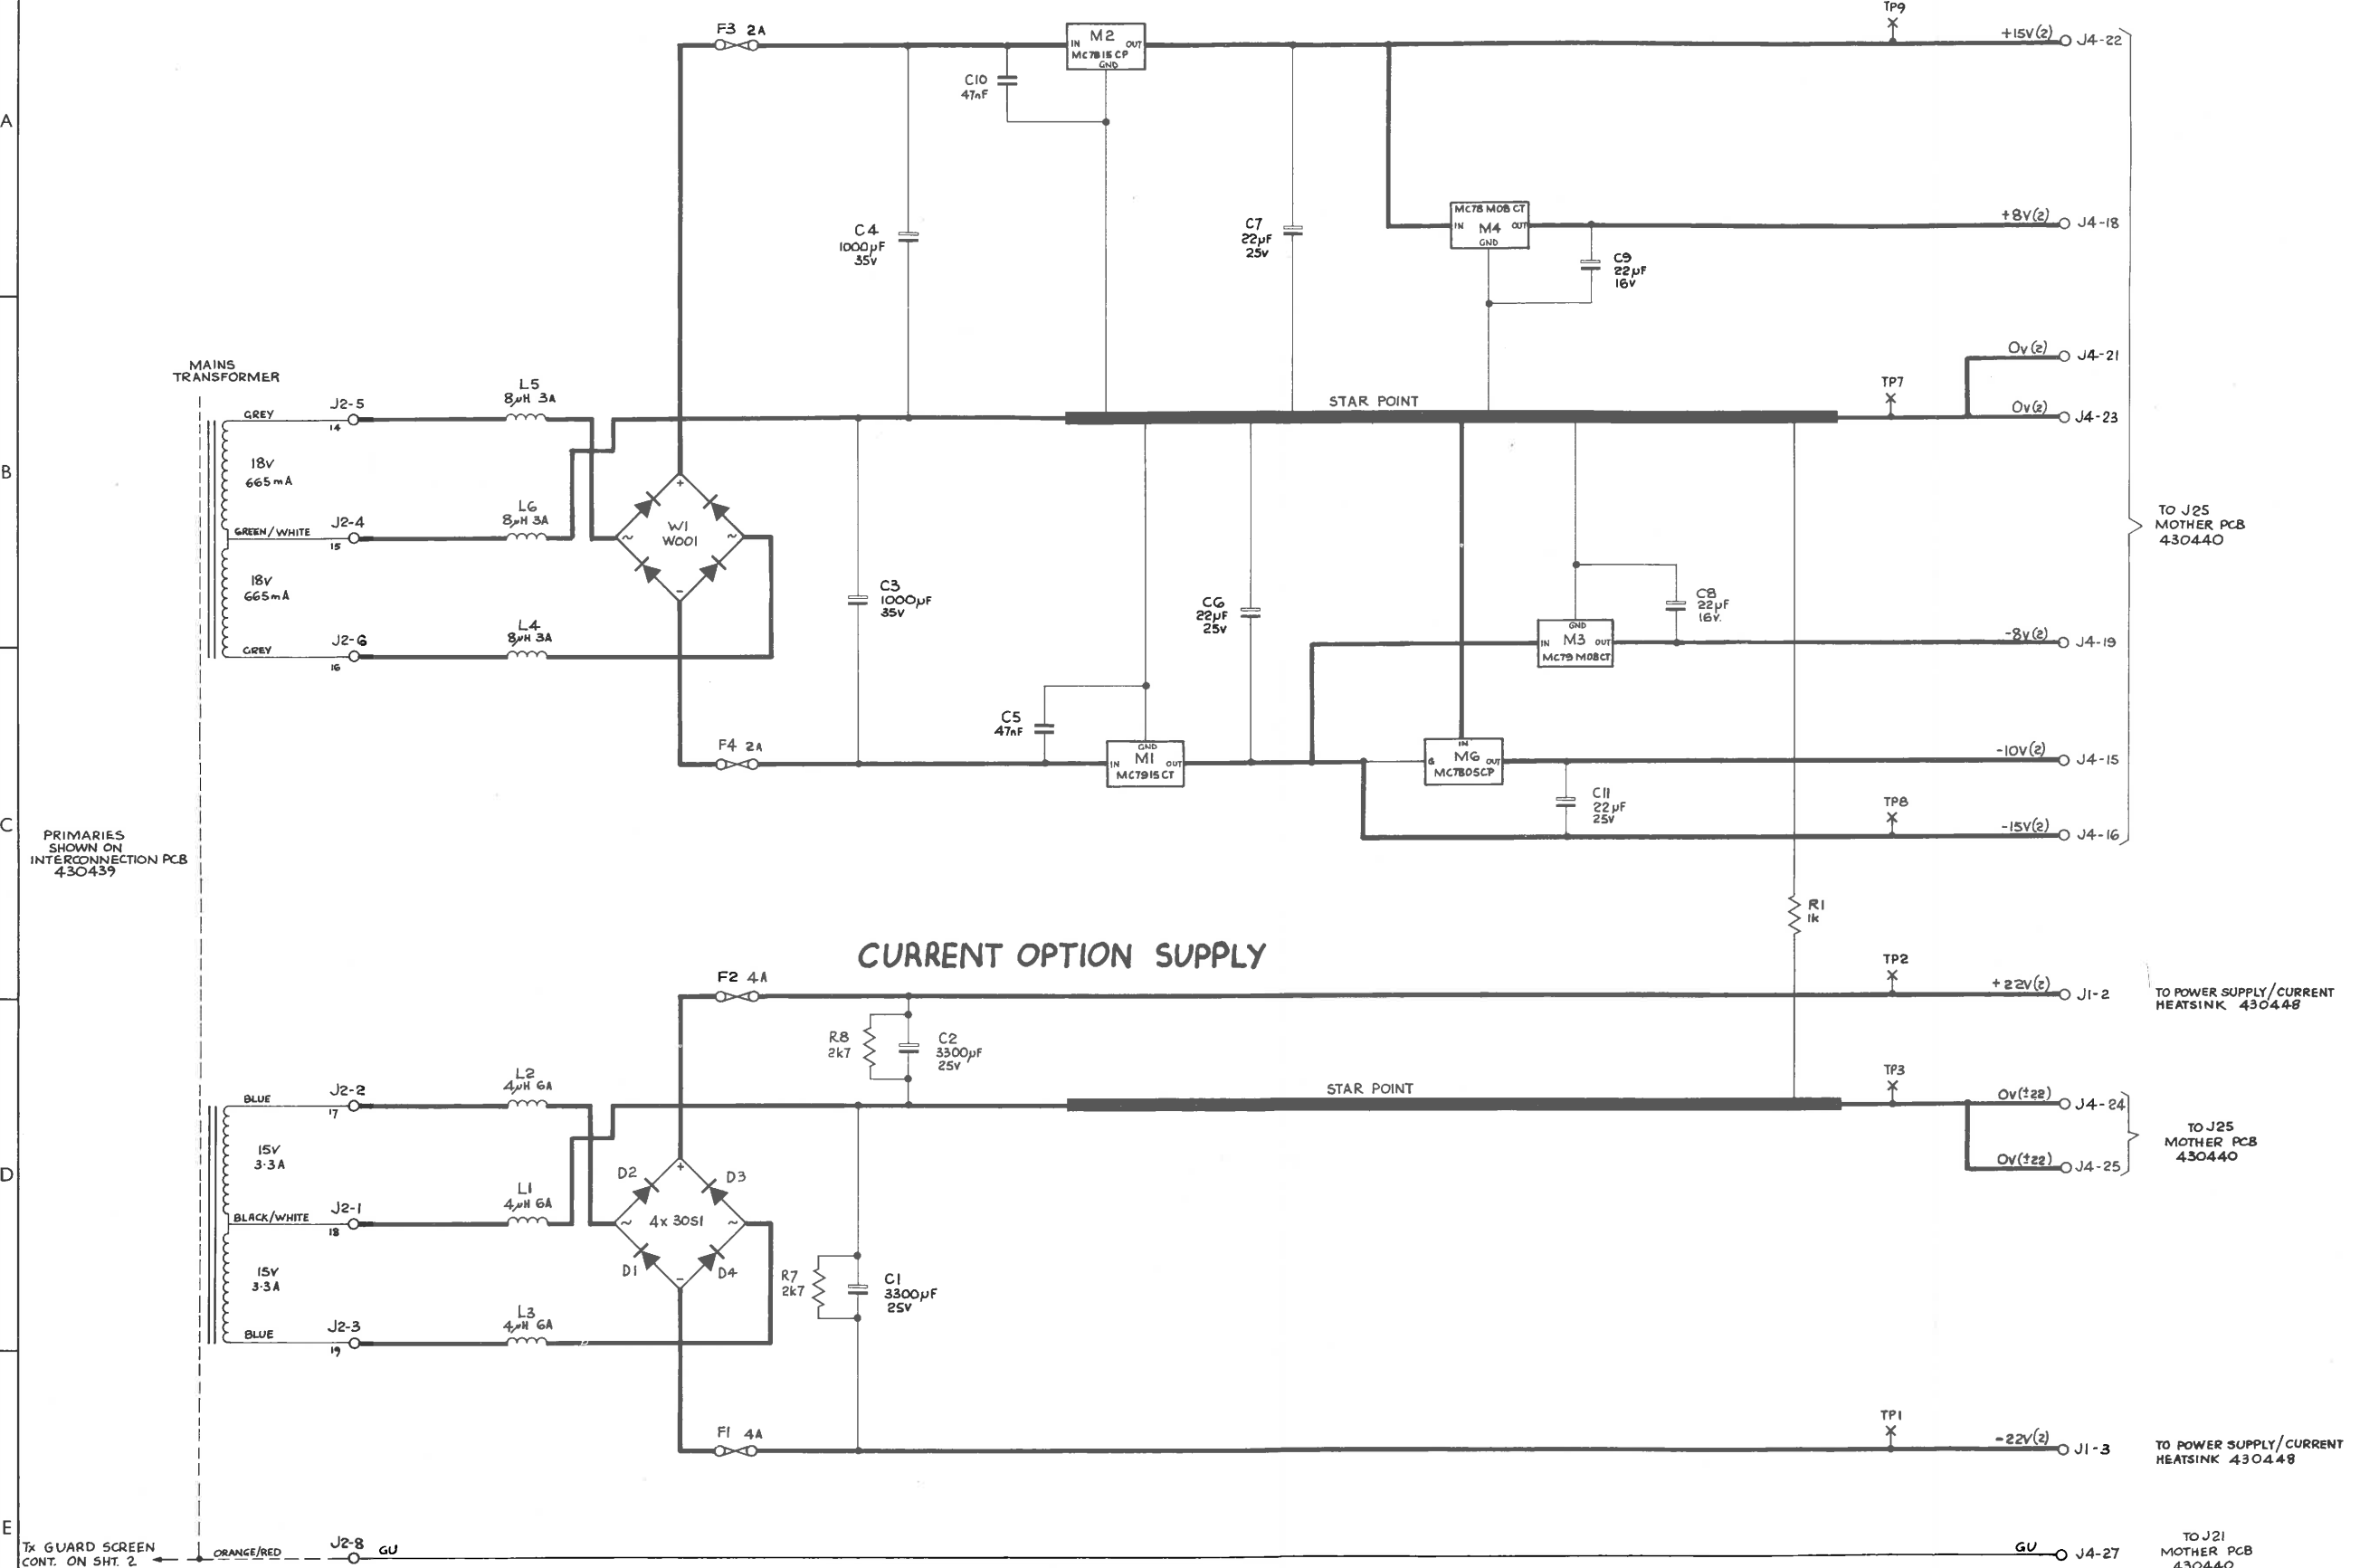 TP9
F3 2A
M2
IN OUT
MC7815CP
GND
+15V(2)
J4-22
C10
47nF
A
C4
1000µF
35V
C7
22µF
25V
MC78M08CT
IN OUT
M4
GND
+8V(2)
J4-18
C9
22µF
16V
0V(2)
J4-21
MAINS
TRANSFORMER
TP7
L5
8µH 3A
STAR POINT
J2-5
GREY
14
0V(2)
J4-23
B
18V
665mA
L6
8µH 3A
J2-4
GREEN/WHITE
15
+
W1
W001
~ ~
-
TO J25
MOTHER PCB
430440
18V
665mA
C3
1000µF
35V
C6
22µF
25V
C8
22µF
16V.
L4
8µH 3A
J2-6
GREY
16
GND
IN M3 OUT
MC79M08CT
-8V(2)
J4-19
C5
47nF
F4 2A
GND
M1
IN OUT
MC7915CT
IN
M6
G OUT
MC7805CP
-10V(2)
J4-15
C11
22µF
25V
TP8
-15V(2)
J4-16
C
PRIMARIES
SHOWN ON
INTERCONNECTION PCB
430439
R1
1k
CURRENT OPTION SUPPLY
F2 4A
TP2
+22V(2)
J1-2
TO POWER SUPPLY/CURRENT
HEATSINK 430448
R8
2k7
C2
3300µF
25V
L2
4µH 6A
J2-2
BLUE
17
STAR POINT
TP3
0V(±22)
J4-24
TO J25
MOTHER PCB
430440
D
15V
3·3A
0V(±22)
J4-25
D2
+
D3
L1
4µH 6A
J2-1
BLACK/WHITE
18
~ 4x 30S1 ~
D1
-
D4
15V
3·3A
R7
2k7
C1
3300µF
25V
L3
4µH 6A
J2-3
BLUE
19
F1 4A
TP1
-22V(2)
J1-3
TO POWER SUPPLY/CURRENT
HEATSINK 430448
E
Tx GUARD SCREEN
CONT. ON SHT. 2
ORANGE/RED
J2-8
GU
GU
J4-27
TO J21
MOTHER PCB
430440